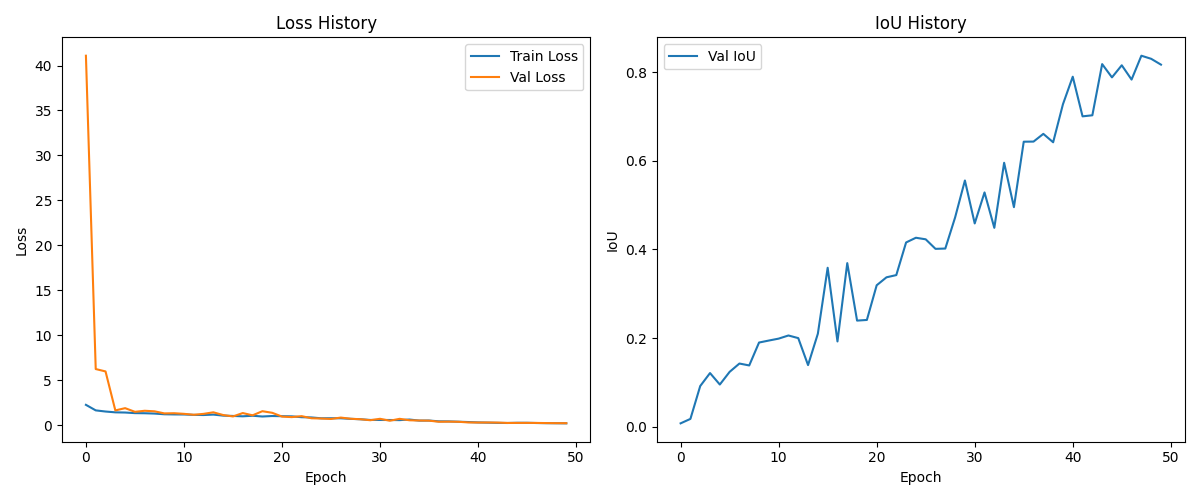 Loss History
Train Loss
Val Loss
40
35
30
25
20
15
10
5
0
Loss
0 10 20 30 40 50
Epoch
IoU History
Val IoU
0.8
0.6
0.4
0.2
0.0
IoU
0 10 20 30 40 50
Epoch